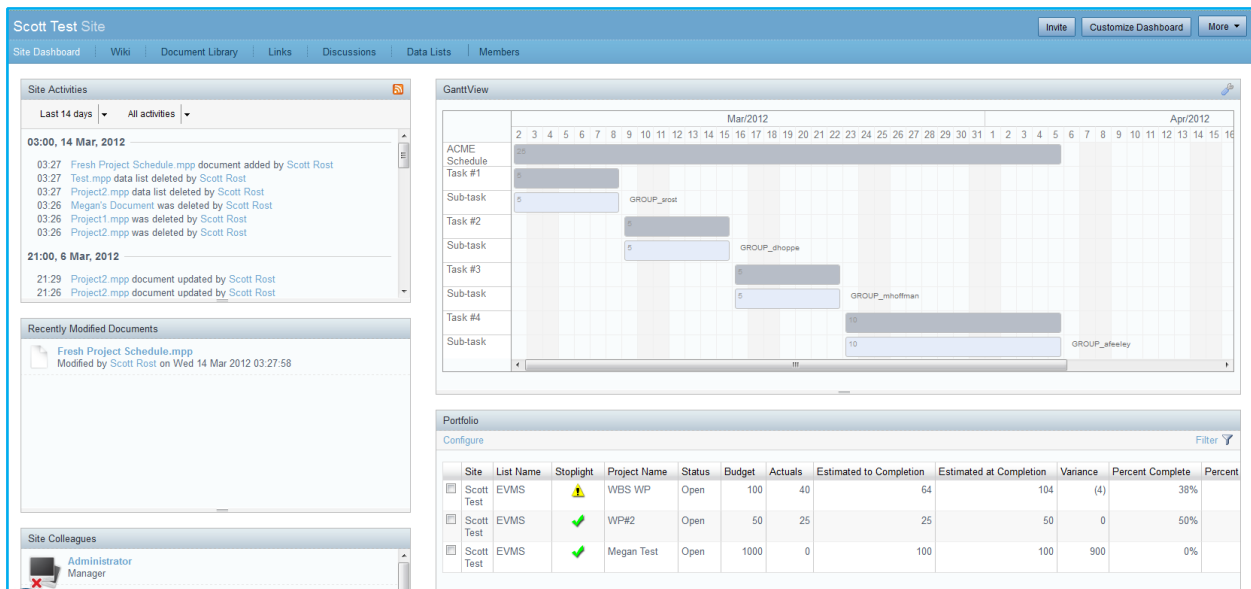 Scott Test Site
Invite
Customize Dashboard
More
Site Dashboard Wiki Document Library Links Discussions Data Lists Members
Site Activities
Last 14 days All activities
03:00, 14 Mar, 2012
03:27 Fresh Project Schedule.mpp document added by Scott Rost
03:27 Test.mpp data list deleted by Scott Rost
03:27 Project2.mpp data list deleted by Scott Rost
03:26 Megan's Document was deleted by Scott Rost
03:26 Project1.mpp was deleted by Scott Rost
03:26 Project2.mpp was deleted by Scott Rost
21:00, 6 Mar, 2012
21:29 Project2.mpp document updated by Scott Rost
21:26 Project2.mpp document updated by Scott Rost
Recently Modified Documents
Fresh Project Schedule.mpp
Modified by Scott Rost on Wed 14 Mar 2012 03:27:58
Site Colleagues
Administrator
Manager
GanttView
Mar/2012 Apr/2012
2 3 4 5 6 7 8 9 10 11 12 13 14 15 16 17 18 19 20 21 22 23 24 25 26 27 28 29 30 31 1 2 3 4 5 6 7 8 9 10 11 12 13 14 15 16
ACME
Schedule
25
Task #1
5
Sub-task
5 GROUP_srost
Task #2
5
Sub-task
5 GROUP_dhoppe
Task #3
5
Sub-task
5 GROUP_mhoffman
Task #4
10
Sub-task
10 GROUP_afeeley
Portfolio
Configure Filter
Site List Name Stoplight Project Name Status Budget Actuals Estimated to Completion Estimated at Completion Variance Percent Complete Percent
Scott EVMS WBS WP Open 100 40 64 104 (4) 38%
Test
Scott EVMS WP#2 Open 50 25 25 50 0 50%
Test
Scott EVMS Megan Test Open 1000 0 100 100 900 0%
Test